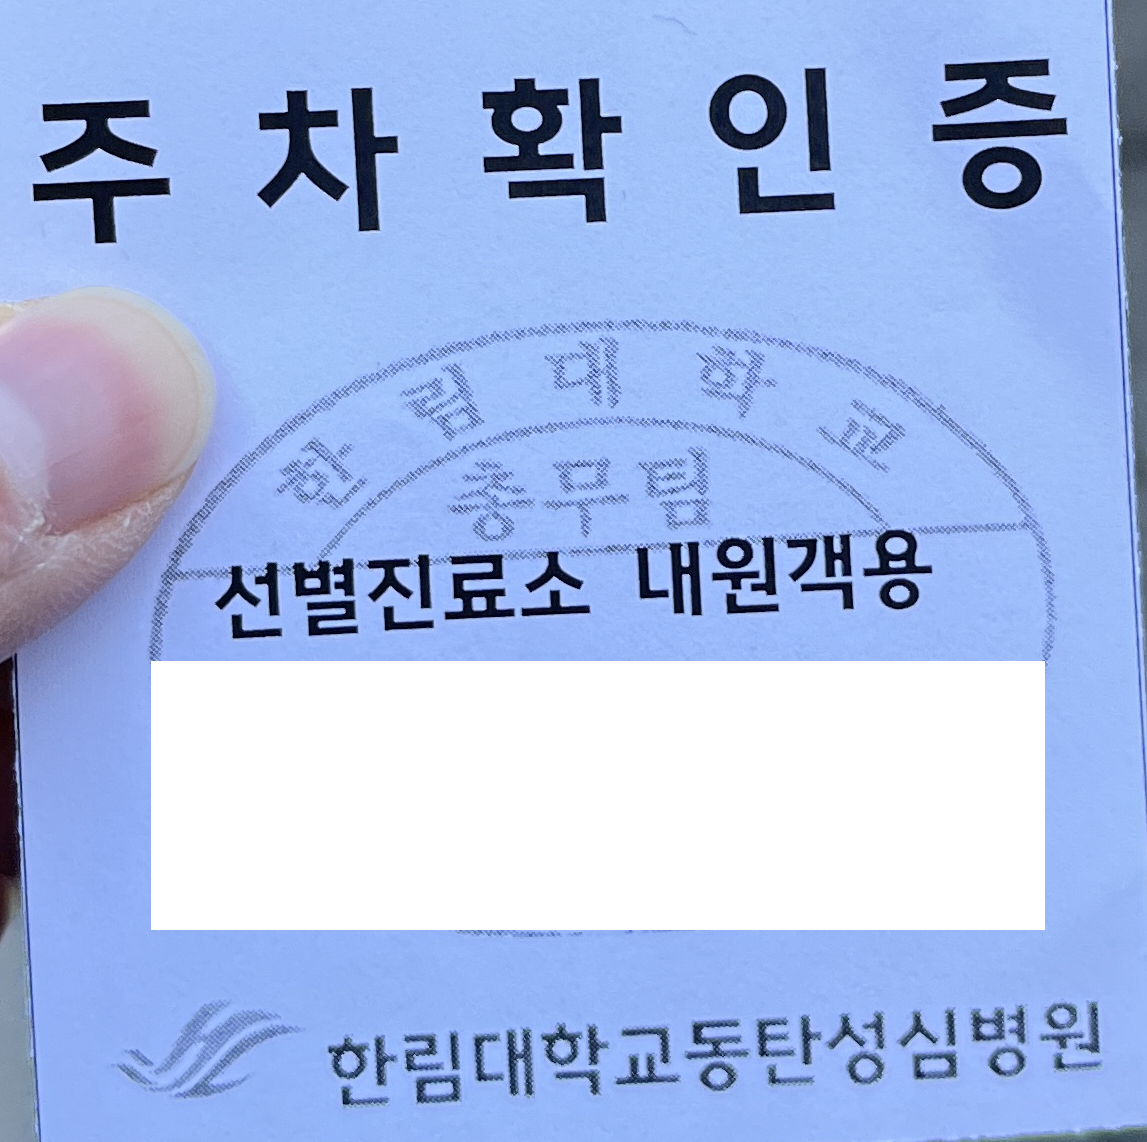 주차확인증
한림대학교
총무팀
선별진료소 내원객용
한림대학교동탄성심병원